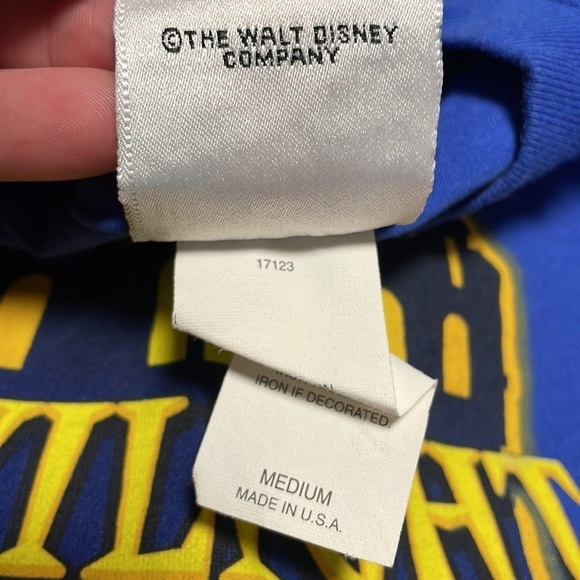 ©THE WALT DISNEY
COMPANY
17123
IRON IF DECORATED.
MEDIUM
MADE IN U.S.A.